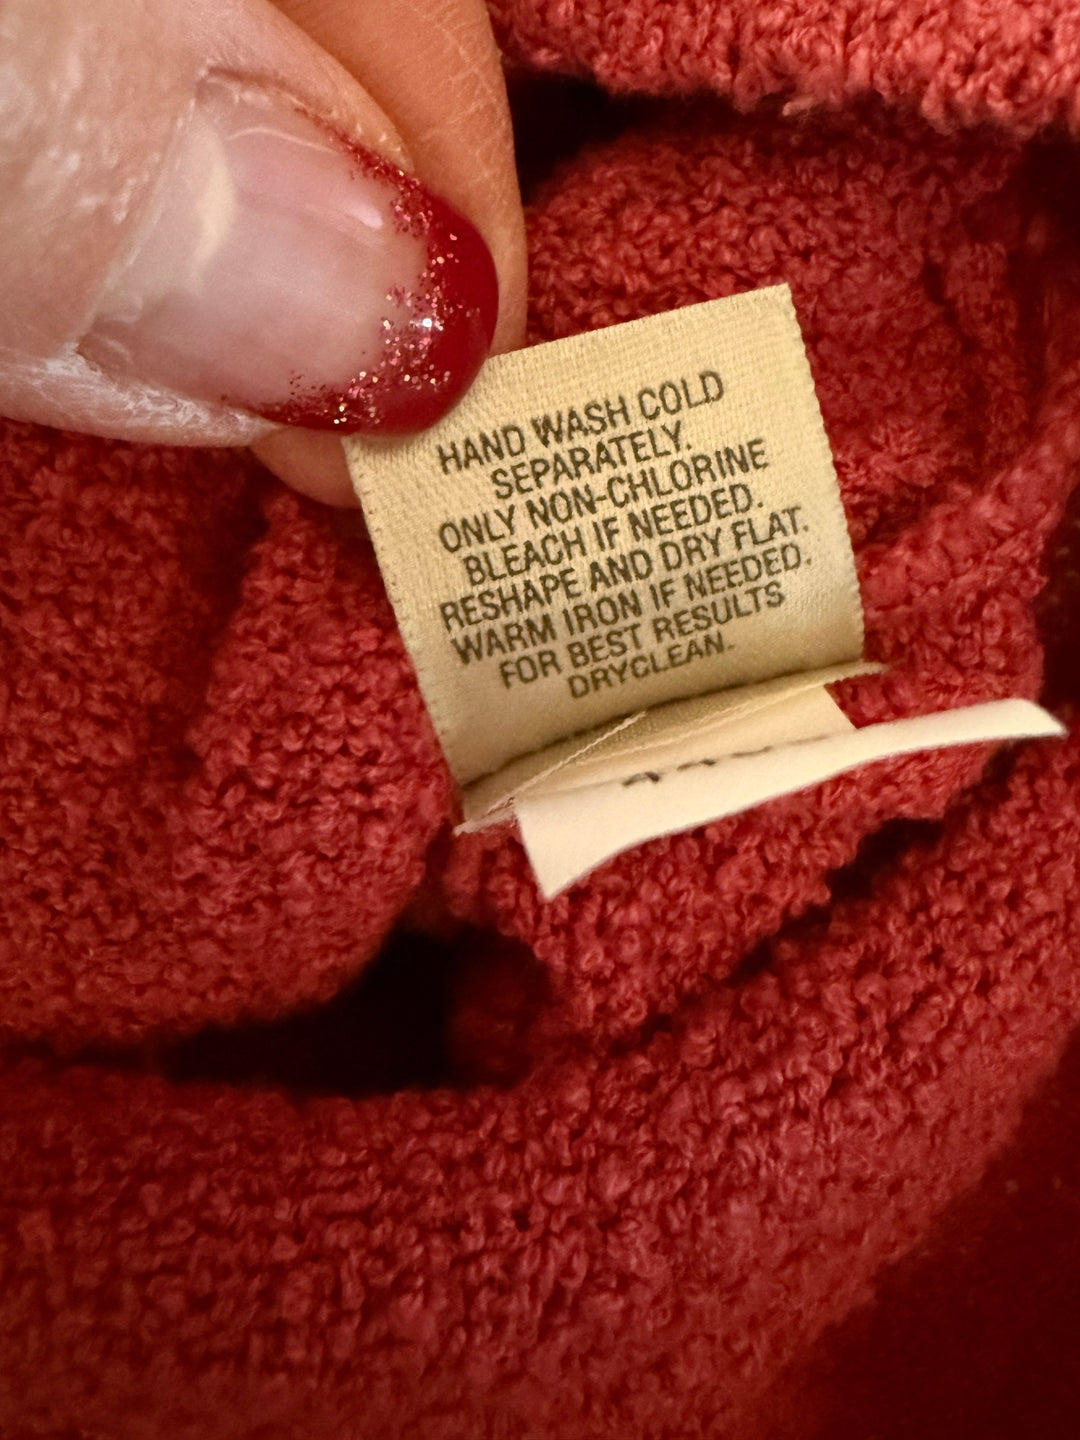 HAND WASH COLD
SEPARATELY.
ONLY NON-CHLORINE
BLEACH IF NEEDED.
RESHAPE AND DRY FLAT.
WARM IRON IF NEEDED.
FOR BEST RESULTS
DRYCLEAN.